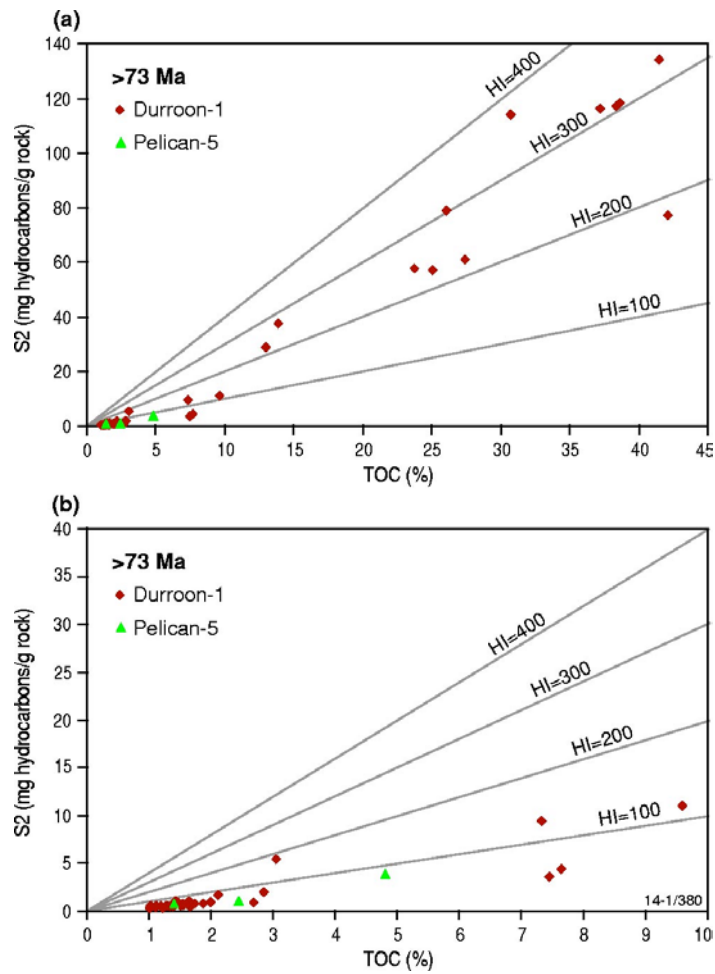 (a)
140
120
100
80
60
40
20
0
S2 (mg hydrocarbons/g rock)
>73 Ma
Durroon-1
Pelican-5
HI=400
HI=300
HI=200
HI=100
0 5 10 15 20 25 30 35 40 45
TOC (%)
(b)
40
35
30
25
20
15
10
5
0
S2 (mg hydrocarbons/g rock)
>73 Ma
Durroon-1
Pelican-5
HI=400
HI=300
HI=200
HI=100
14-1/380
0 1 2 3 4 5 6 7 8 9 10
TOC (%)